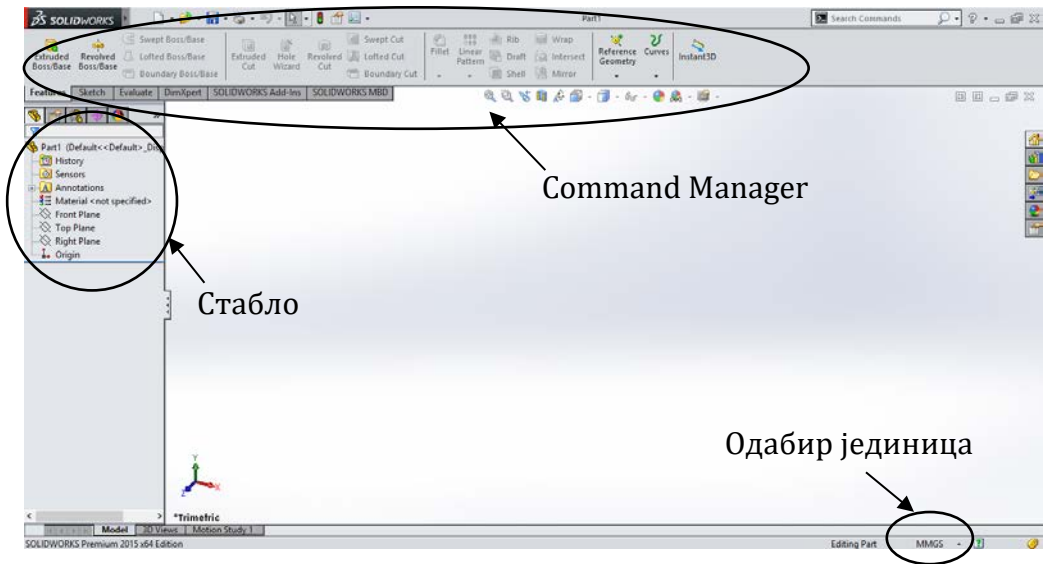 SOLIDWORKS
Part1
Search Commands
Extruded Boss/Base
Revolved Boss/Base
Swept Boss/Base
Lofted Boss/Base
Boundary Boss/Base
Extruded Cut
Hole Wizard
Revolved Cut
Swept Cut
Lofted Cut
Boundary Cut
Fillet
Linear Pattern
Rib
Draft
Shell
Wrap
Intersect
Mirror
Reference Geometry
Curves
Instant3D
Features Sketch Evaluate DimXpert SOLIDWORKS Add-Ins SOLIDWORKS MBD
Part1 (Default<<Default>_Dis
History
Sensors
Annotations
Material <not specified>
Front Plane
Top Plane
Right Plane
Origin
Command Manager
Стабло
Одабир јединица
Y
X
Z
*Trimetric
Model 3D Views Motion Study 1
SOLIDWORKS Premium 2015 x64 Edition
Editing Part MMGS